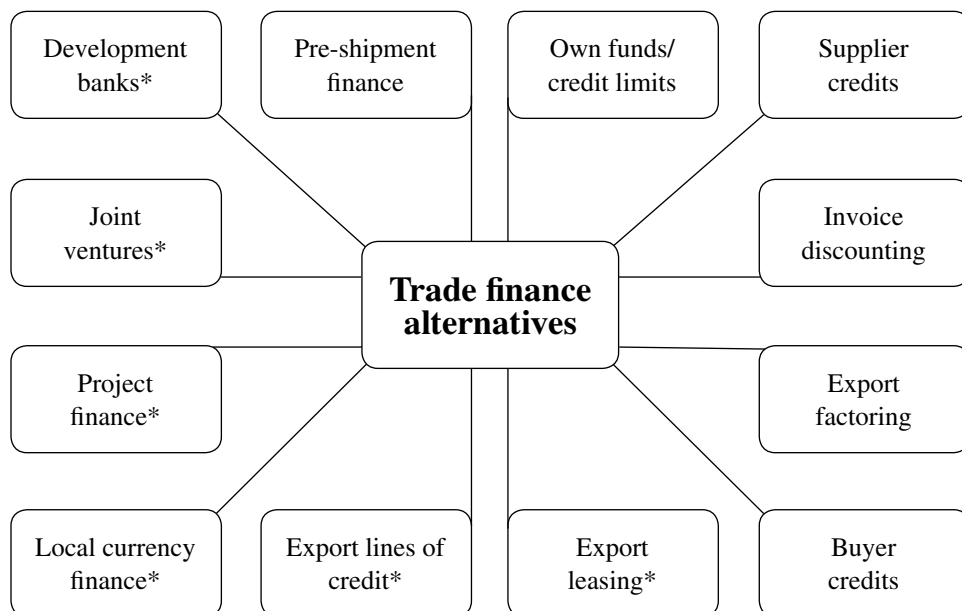 Development
banks*
Pre-shipment
finance
Own funds/
credit limits
Supplier
credits
Joint
ventures*
Invoice
discounting
Trade finance
alternatives
Project
finance*
Export
factoring
Local currency
finance*
Export lines of
credit*
Export
leasing*
Buyer
credits